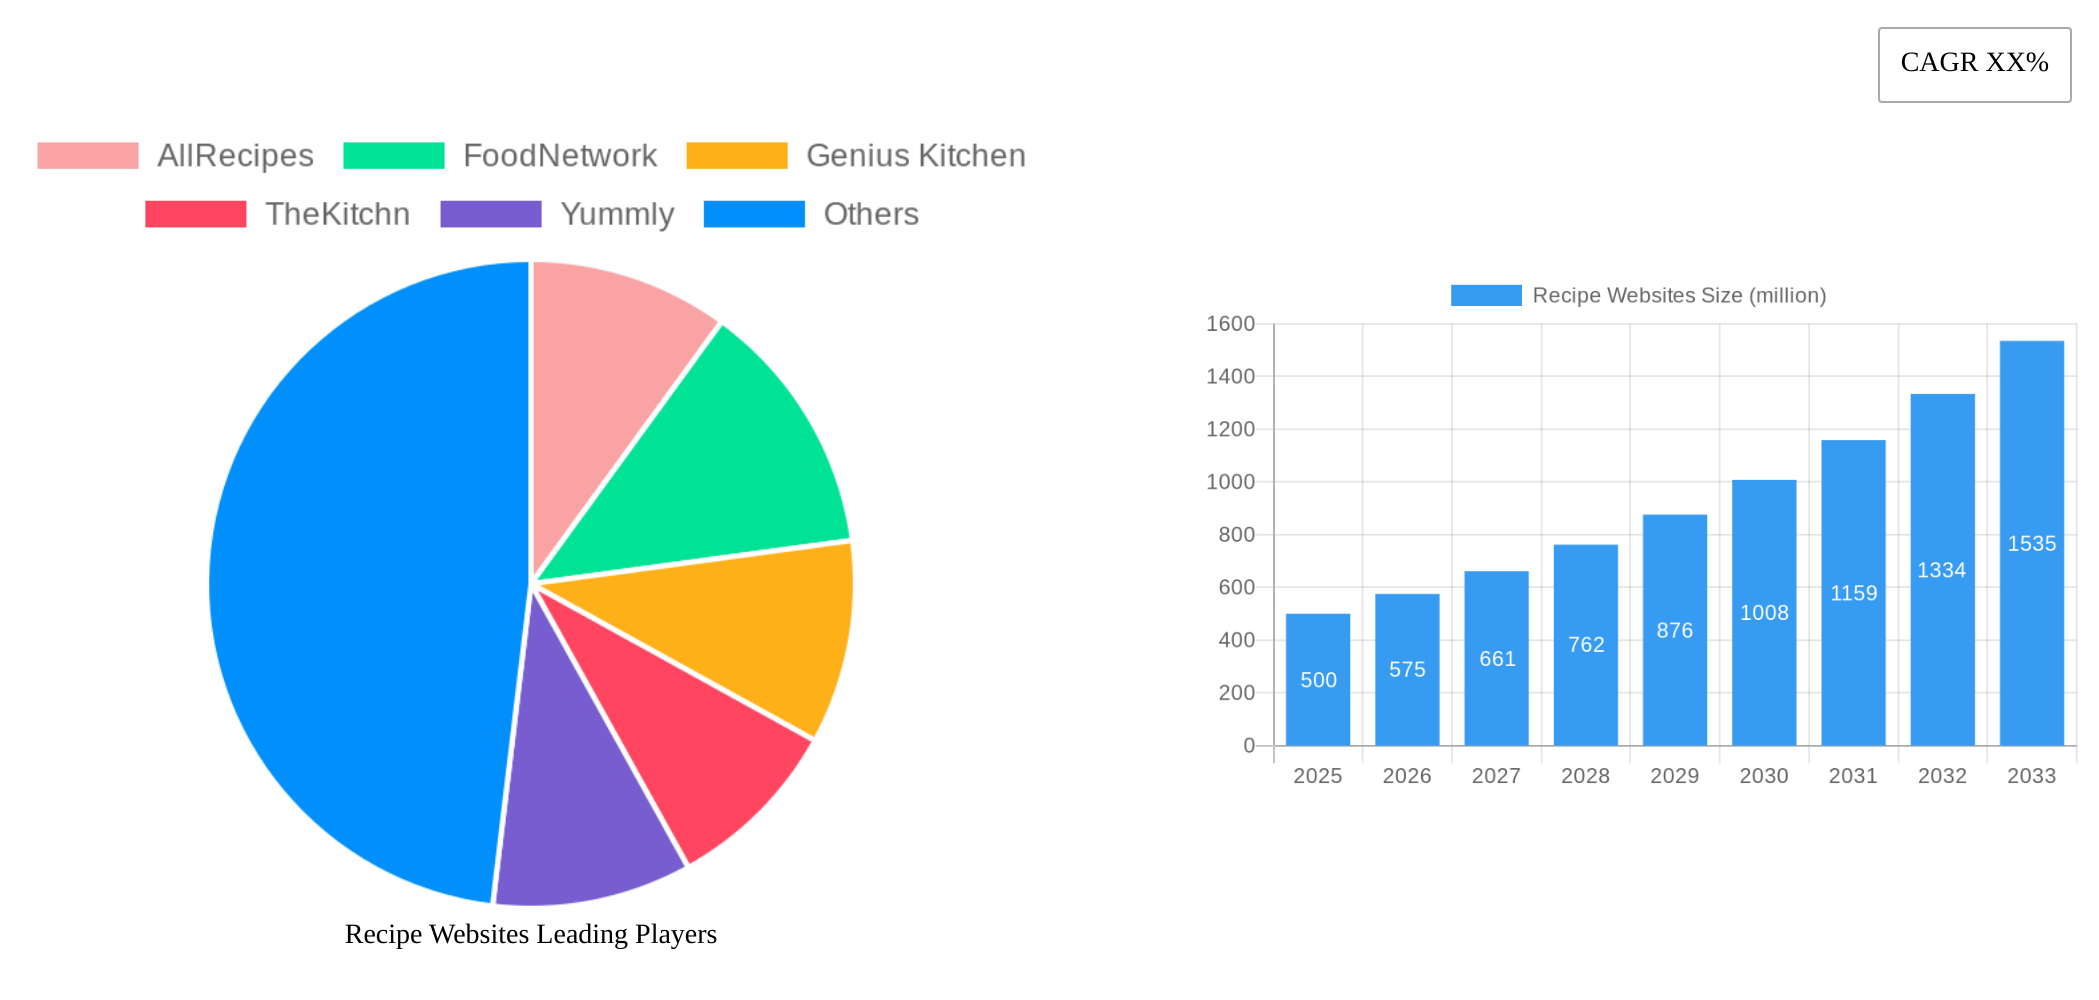 CAGR XX%
AllRecipes FoodNetwork Genius Kitchen
TheKitchn Yummly Others
Recipe Websites Leading Players
Recipe Websites Size (million)
1600
1400
1200
1000
800
600
400
200
0
500 575 661 762 876 1008 1159 1334 1535
2025 2026 2027 2028 2029 2030 2031 2032 2033